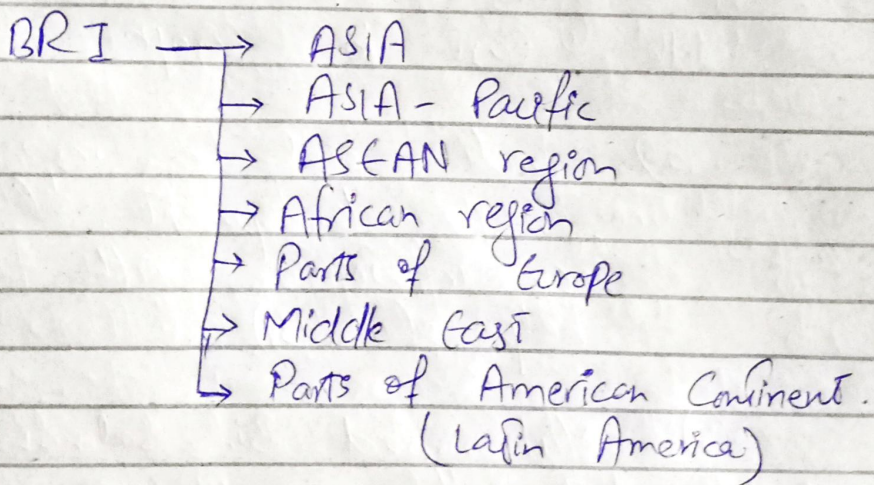 BRI → ASIA
→ ASIA - Pacific
→ ASEAN region
→ African region
→ Parts of Europe
→ Middle East
→ Parts of American Continent.
(Latin America)